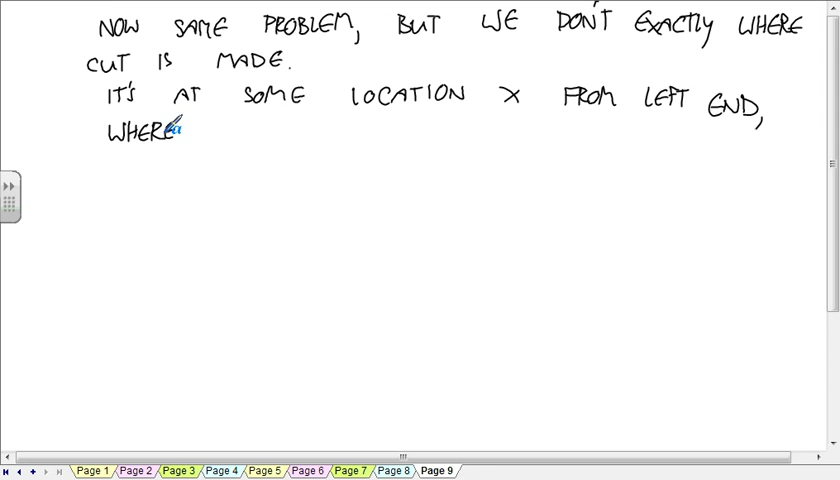 NOW SAME PROBLEM, BUT WE DON'T EXACTLY WHERE
CUT IS MADE.
IT'S AT SOME LOCATION X FROM LEFT END,
WHERE
Page 1 Page 2 Page 3 Page 4 Page 5 Page 6 Page 7 Page 8 Page 9